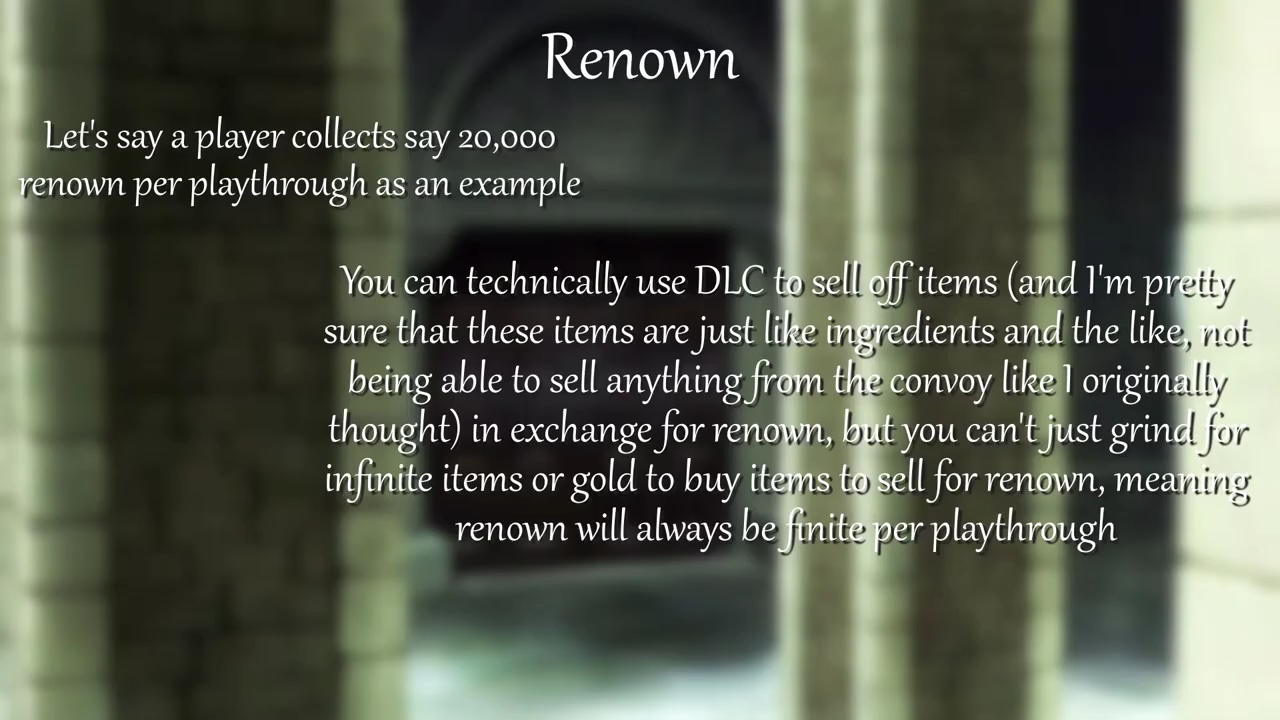 Renown
Let's say a player collects say 20,000
renown per playthrough as an example
You can technically use DLC to sell off items (and I'm pretty
sure that these items are just like ingredients and the like, not
being able to sell anything from the convoy like I originally
thought) in exchange for renown, but you can't just grind for
infinite items or gold to buy items to sell for renown, meaning
renown will always be finite per playthrough